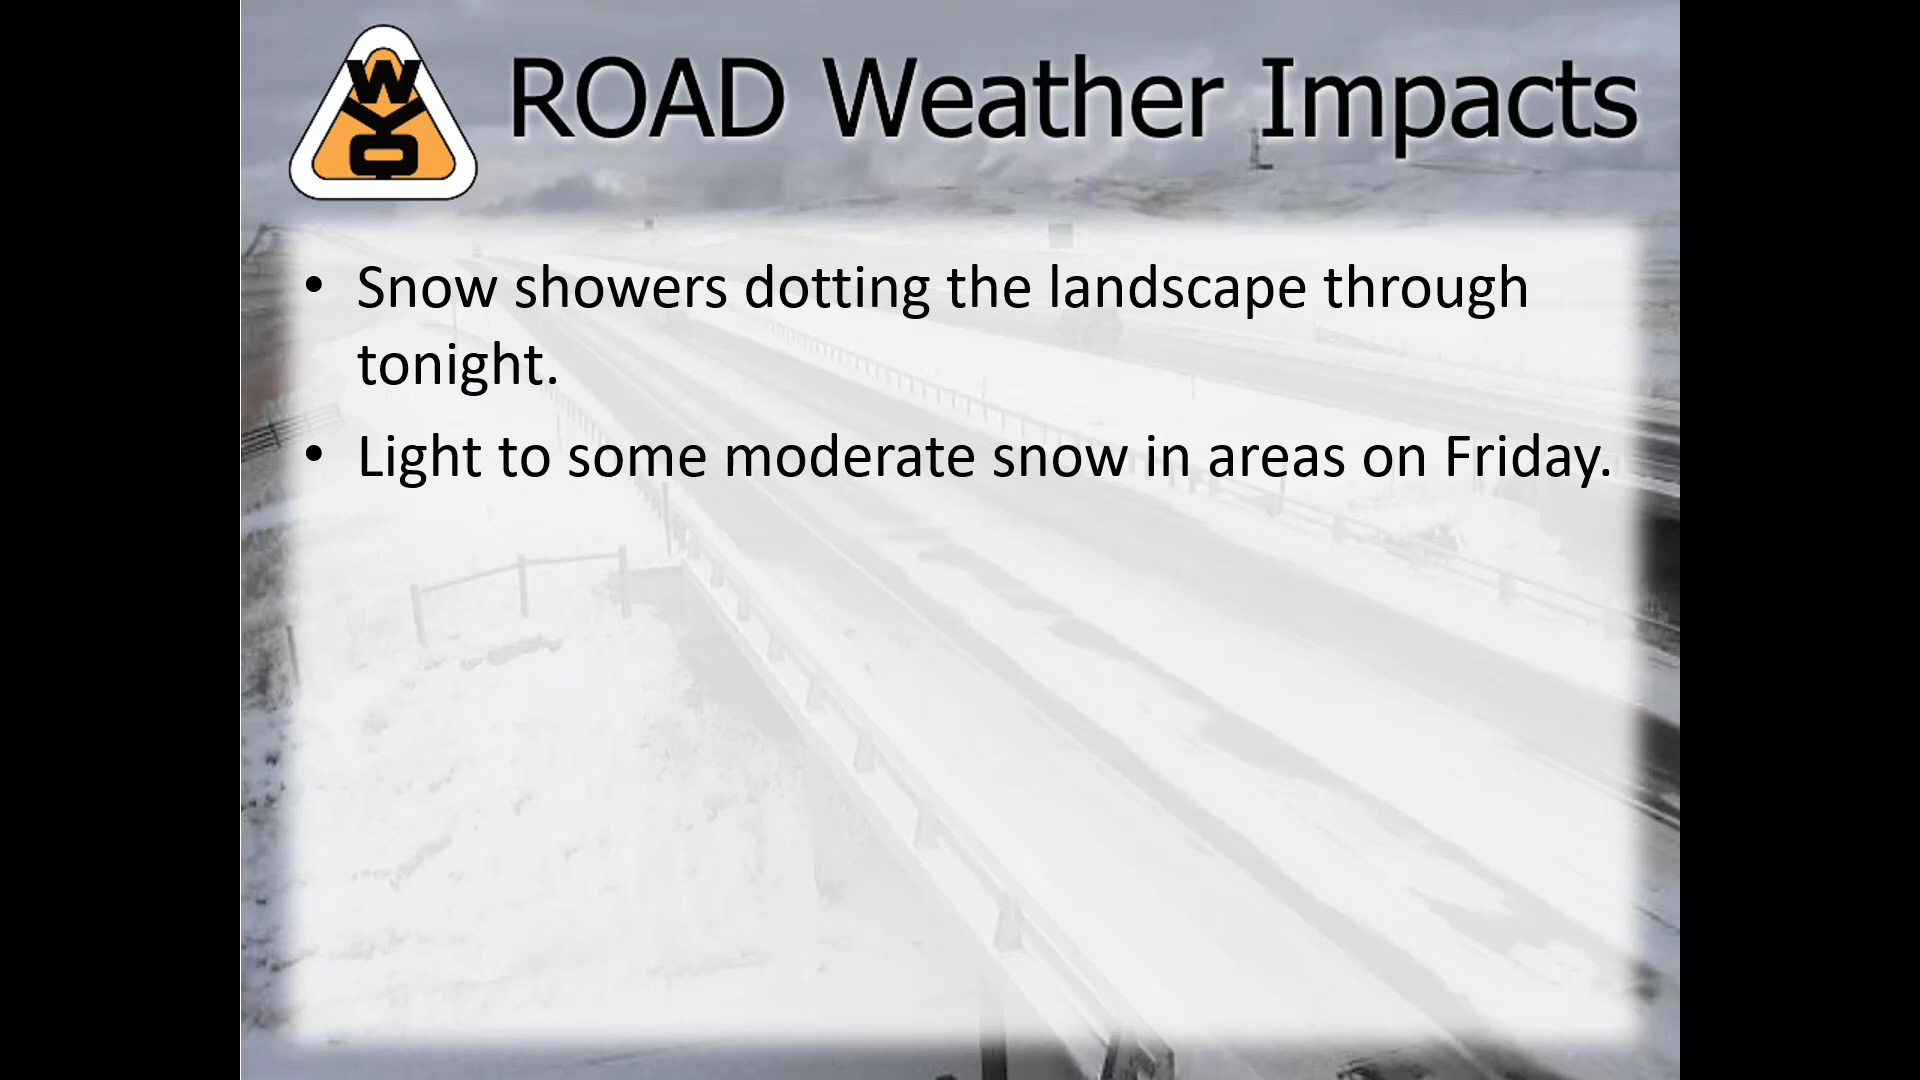 WYO
ROAD Weather Impacts
• Snow showers dotting the landscape through
tonight.
• Light to some moderate snow in areas on Friday.